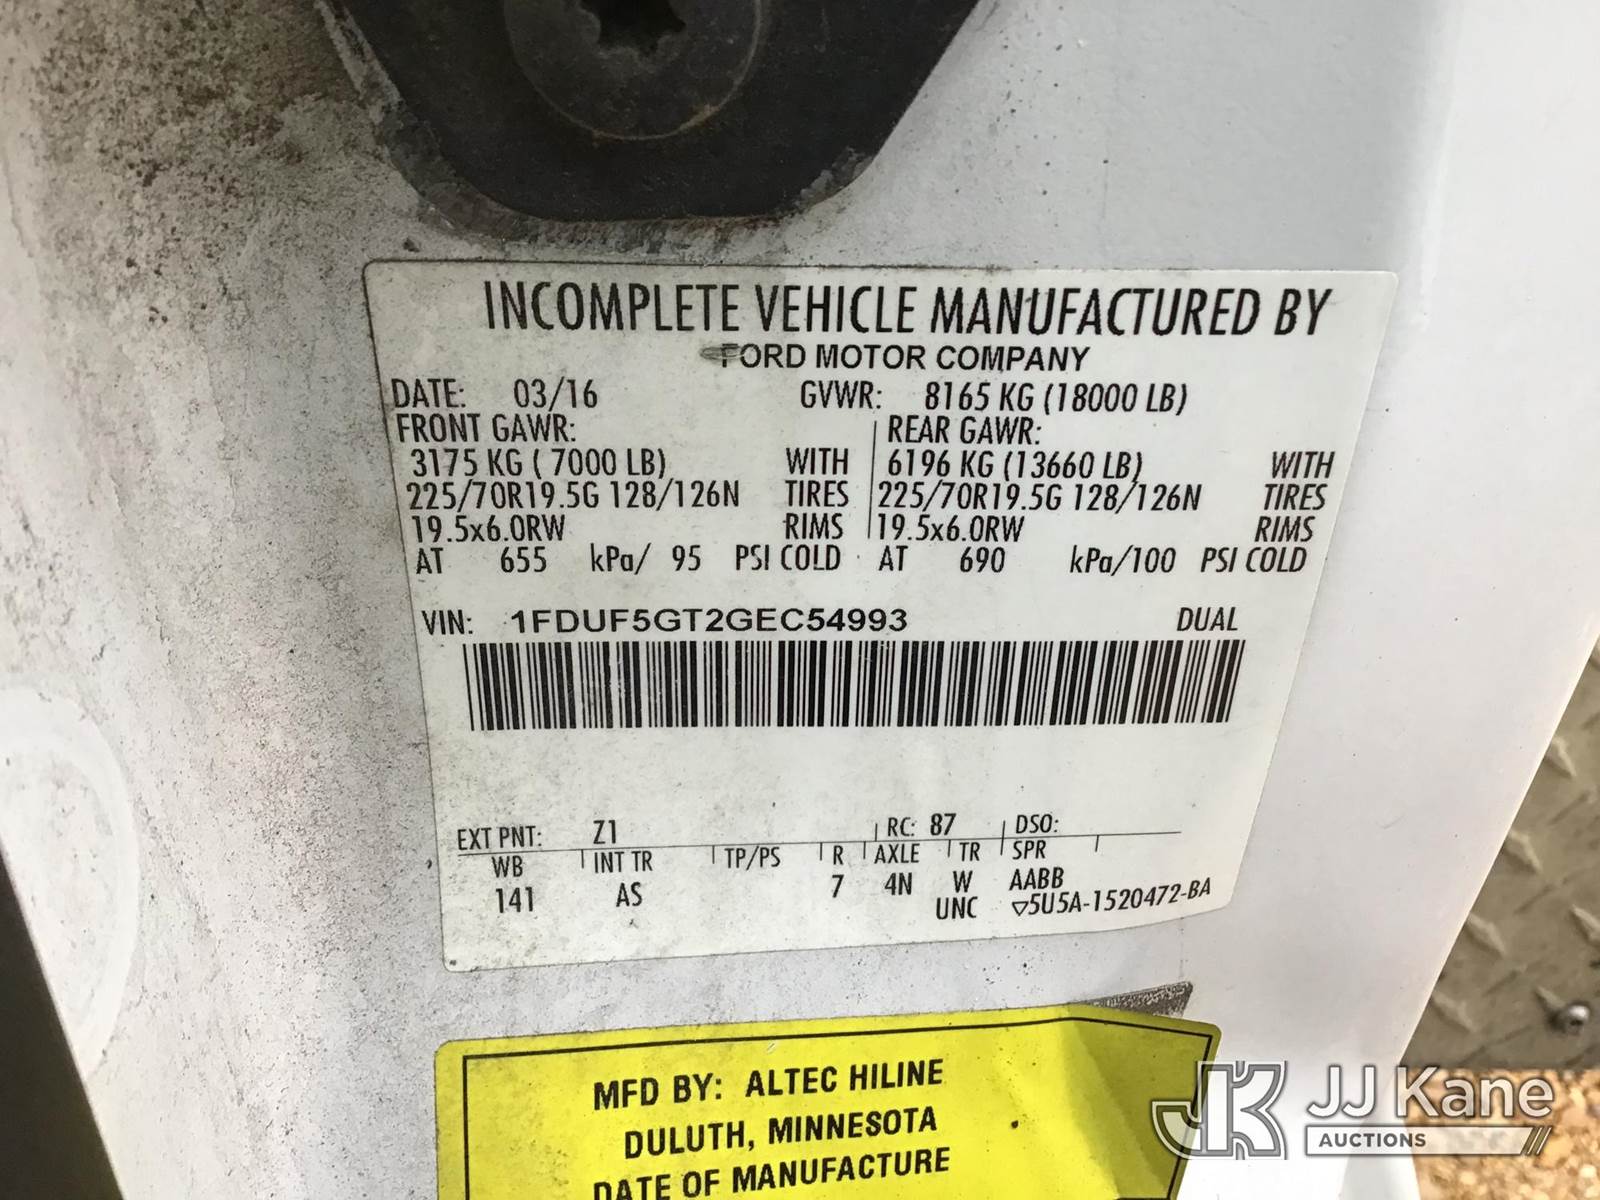 INCOMPLETE VEHICLE MANUFACTURED BY
FORD MOTOR COMPANY
DATE: 03/16 GVWR: 8165 KG (18000 LB)
FRONT GAWR: REAR GAWR:
3175 KG ( 7000 LB) WITH 6196 KG (13660 LB) WITH
225/70R19.5G 128/126N TIRES 225/70R19.5G 128/126N TIRES
19.5x6.0RW RIMS 19.5x6.0RW RIMS
AT 655 kPa/ 95 PSI COLD AT 690 kPa/100 PSI COLD
VIN: 1FDUF5GT2GEC54993 DUAL
EXT PNT: Z1 RC: 87 DSO:
WB INT TR TP/PS R AXLE TR SPR
141 AS 7 4N W AABB
UNC ▽5U5A-1520472-BA
MFD BY: ALTEC HILINE
DULUTH, MINNESOTA
DATE OF MANUFACTURE
JK JJ Kane
AUCTIONS